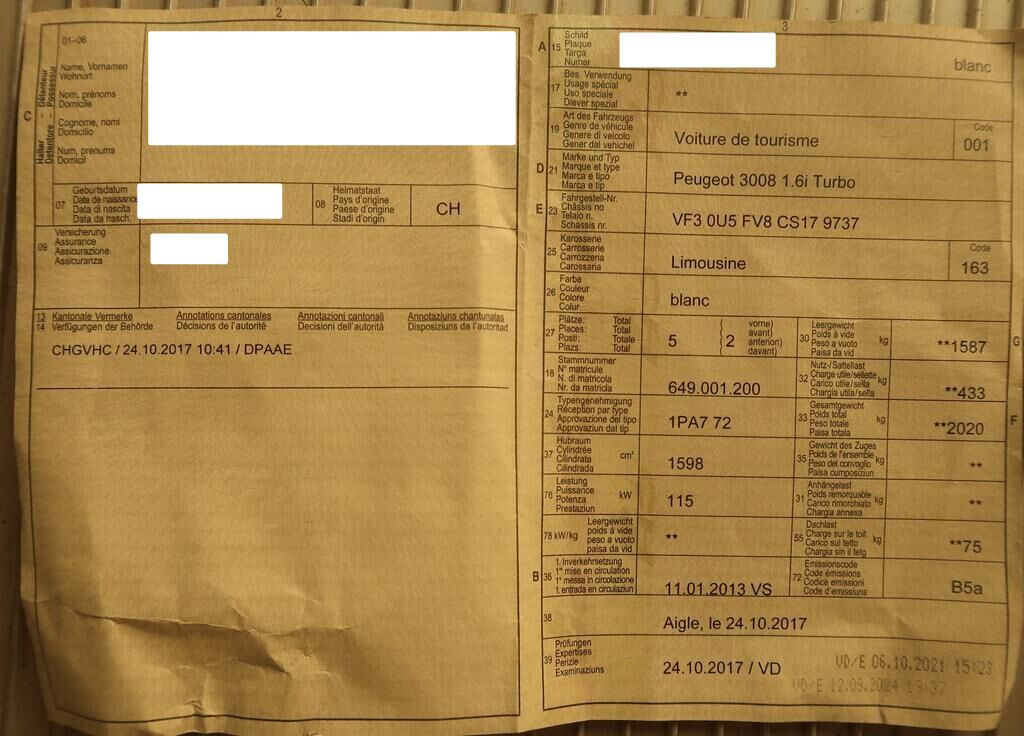 2
01-06
Halter - Détenteur
Detentore - Possessur
C
Name, Vornamen
Wohnort
Nom, prénoms
Domicile
Cognome, nomi
Domicilio
Num, prenums
Domicil
07
Geburtsdatum
Date de naissance
Data di nascita
Data da nasch.
08
Heimatstaat
Pays d'origine
Paese d'origine
Stadi d'origin
CH
09
Versicherung
Assurance
Assicurazione
Assicuranza
13 Kantonale Vermerke Annotations cantonales Annotazioni cantonali Annotaziuns chantunalas
14 Verfügungen der Behörde Décisions de l'autorité Decisioni dell'autorità Disposiziuns da l'autoritad
CHGVHC / 24.10.2017 10:41 / DPAAE
3
A 15
Schild
Plaque
Targa
Numer
blanc
17
Bes. Verwendung
Usage spécial
Uso speciale
Diever spezial
**
19
Art des Fahrzeugs
Genre de véhicule
Genere di veicolo
Gener dal vehichel
Voiture de tourisme
Code
001
D 21
Marke und Typ
Marque et type
Marca e tipo
Marca e tip
Peugeot 3008 1.6i Turbo
E 23
Fahrgestell-Nr.
Châssis no
Telaio n.
Schassis nr.
VF3 0U5 FV8 CS17 9737
25
Karosserie
Carrosserie
Carrozzeria
Carossaria
Limousine
Code
163
26
Farbe
Couleur
Colore
Colur
blanc
27
Plätze: Total
Places: Total
Posti: Totale
Plazs: Total
5
2
vorne)
avant)
anteriori)
davant)
30
Leergewicht
Poids à vide
Peso a vuoto
Paisa da vid
kg
**1587
G
18
Stammnummer
N° matricule
N. di matricola
Nr. da matricla
649.001.200
32
Nutz-/Sattellast
Charge utile/sellette
Carico utile/sella
Chargia utila/sella
kg
**433
24
Typengenehmigung
Réception par type
Approvazione del tipo
Approvaziun dal tip
1PA7 72
33
Gesamtgewicht
Poids total
Peso totale
Paisa totala
kg
**2020
F
37
Hubraum
Cylindrée
Cilindrata
Cilindrada
cm³
1598
35
Gewicht des Zuges
Poids de l'ensemble
Peso del convoglio
Paisa cumposiziun
kg
**
76
Leistung
Puissance
Potenza
Prestaziun
kW
115
31
Anhängelast
Poids remorquable
Carico rimorchiato
Chargia annexa
kg
**
78 kW/kg
Leergewicht
poids à vide
peso a vuoto
paisa da vid
**
55
Dachlast
Charge sur le toit
Carico sul tetto
Chargia sin il tetg
kg
**75
B 36
1. Inverkehrsetzung
1re mise en circulation
1a messa in circolazione
1. entrada en circulaziun
11.01.2013 VS
72
Emissionscode
Code émissions
Codice emissioni
Code d'emissiuns
B5a
38
Aigle, le 24.10.2017
39
Prüfungen
Expertises
Perizie
Examinaziuns
24.10.2017 / VD
VD/E 06.10.2021 15:23
VD/E 12.09.2024 13:37